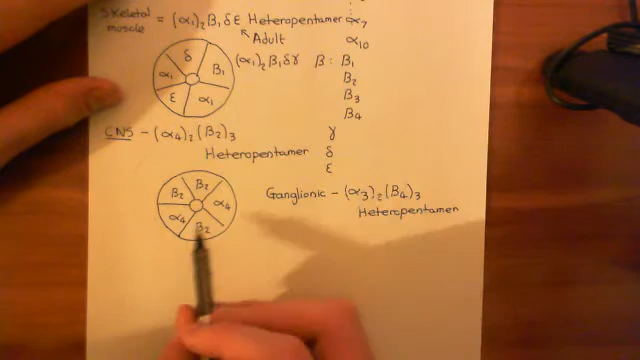 Skeletal muscle = (α₁)₂ β₁ δ ε Heteropentamer
Adult
(α₁)₂ β₁ δ γ
δ
β₁
α₁
ε
α₁
α₇
α₁₀
β : β₁
β₂
β₃
β₄
γ
δ
ε
CNS - (α₄)₂ (β₂)₃
Heteropentamer
β₂
β₂
α₄
α₄
β₂
Ganglionic - (α₃)₂ (β₄)₃
Heteropentamer